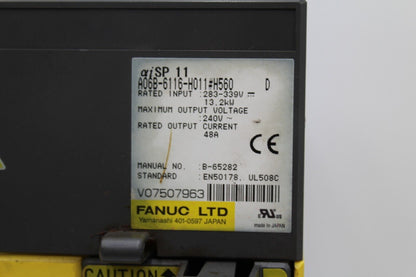 αiSP 11
A06B-6116-H011#H560 D
RATED INPUT : 283-339V ⎓
13.2kW
MAXIMUM OUTPUT VOLTAGE
: 240V ~
RATED OUTPUT CURRENT
48A
CE
MANUAL NO. : B-65282
STANDARD : EN50178, UL508C
V07507963
FANUC LTD
Yamanashi 401-0597 JAPAN
made in JAPAN
CAUTION